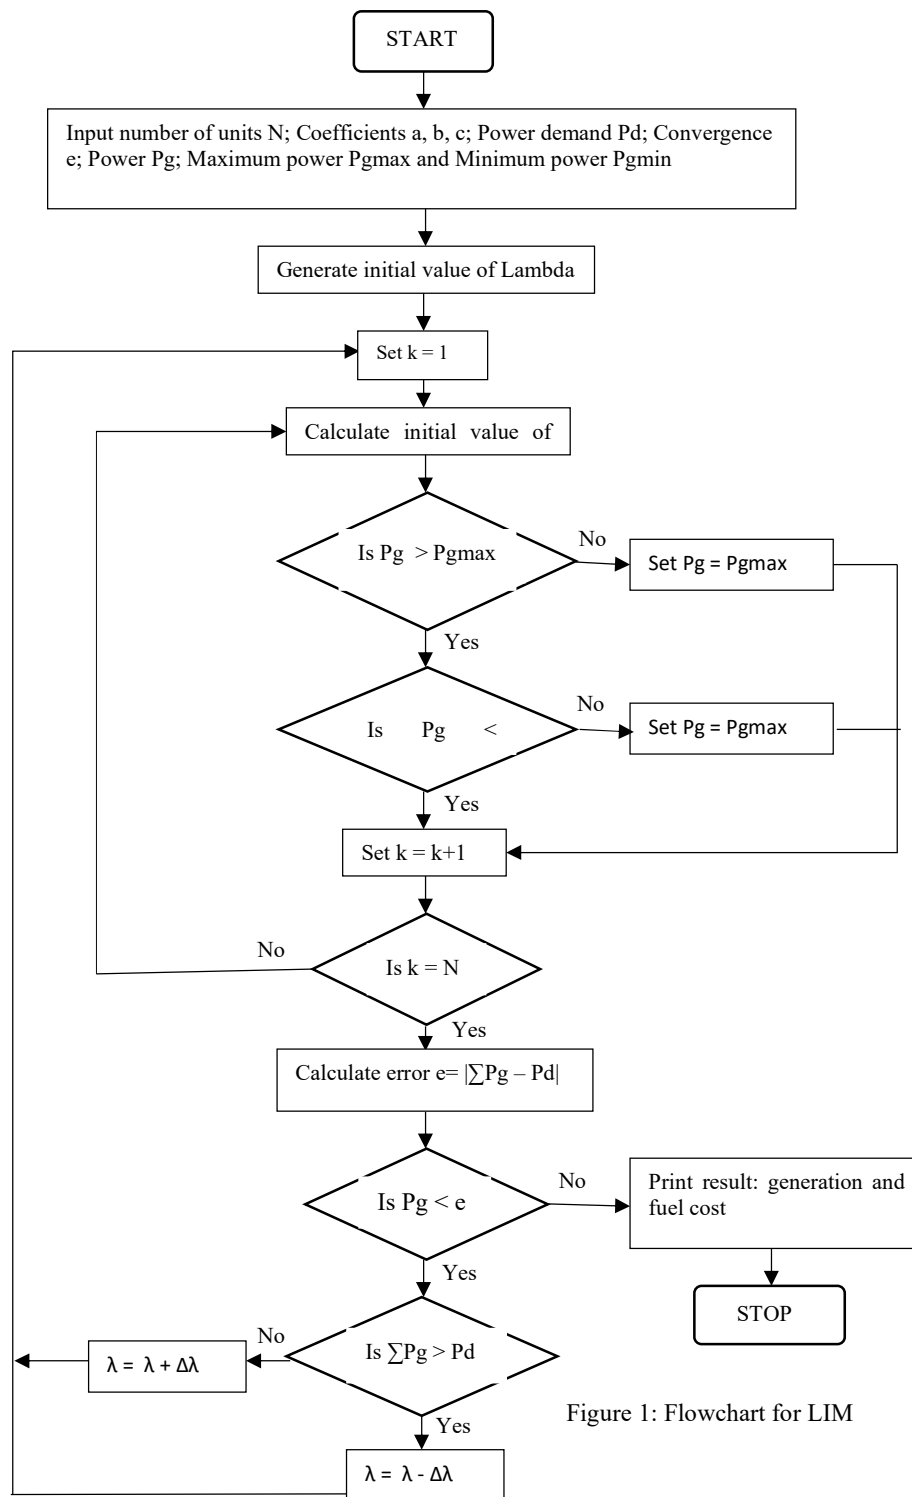 START
Input number of units N; Coefficients a, b, c; Power demand Pd; Convergence
e; Power Pg; Maximum power Pgmax and Minimum power Pgmin
Generate initial value of Lambda
Set k = 1
Calculate initial value of
Is Pg > Pgmax
No
Set Pg = Pgmax
Yes
Is Pg <
No
Set Pg = Pgmax
Yes
Set k = k+1
No
Is k = N
Yes
Calculate error e= |∑Pg – Pd|
Is Pg < e
No
Print result: generation and
fuel cost
Yes
STOP
Is ∑Pg > Pd
No
λ = λ + Δλ
Yes
Figure 1: Flowchart for LIM
λ = λ - Δλ